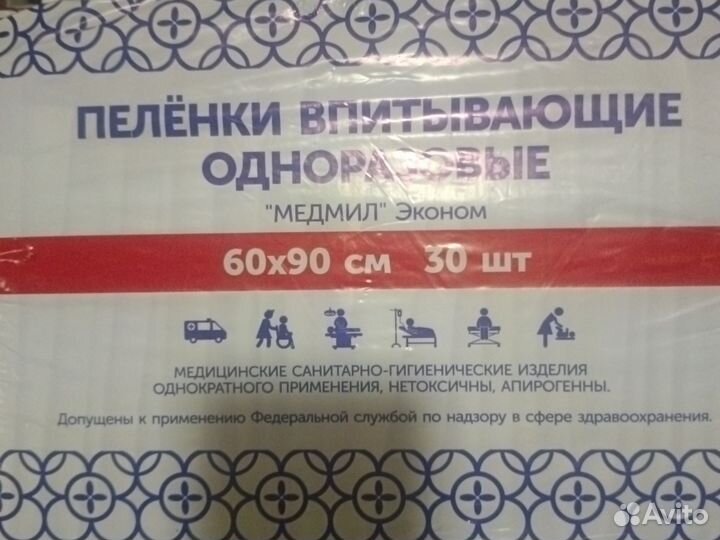 ПЕЛЁНКИ ВПИТЫВАЮЩИЕ
ОДНОРАЗОВЫЕ
"МЕДМИЛ" Эконом
60x90 см 30 шт
МЕДИЦИНСКИЕ САНИТАРНО-ГИГИЕНИЧЕСКИЕ ИЗДЕЛИЯ
ОДНОКРАТНОГО ПРИМЕНЕНИЯ, НЕТОКСИЧНЫ, АПИРОГЕННЫ.
Допущены к применению Федеральной службой по надзору в сфере здравоохранения.
Avito